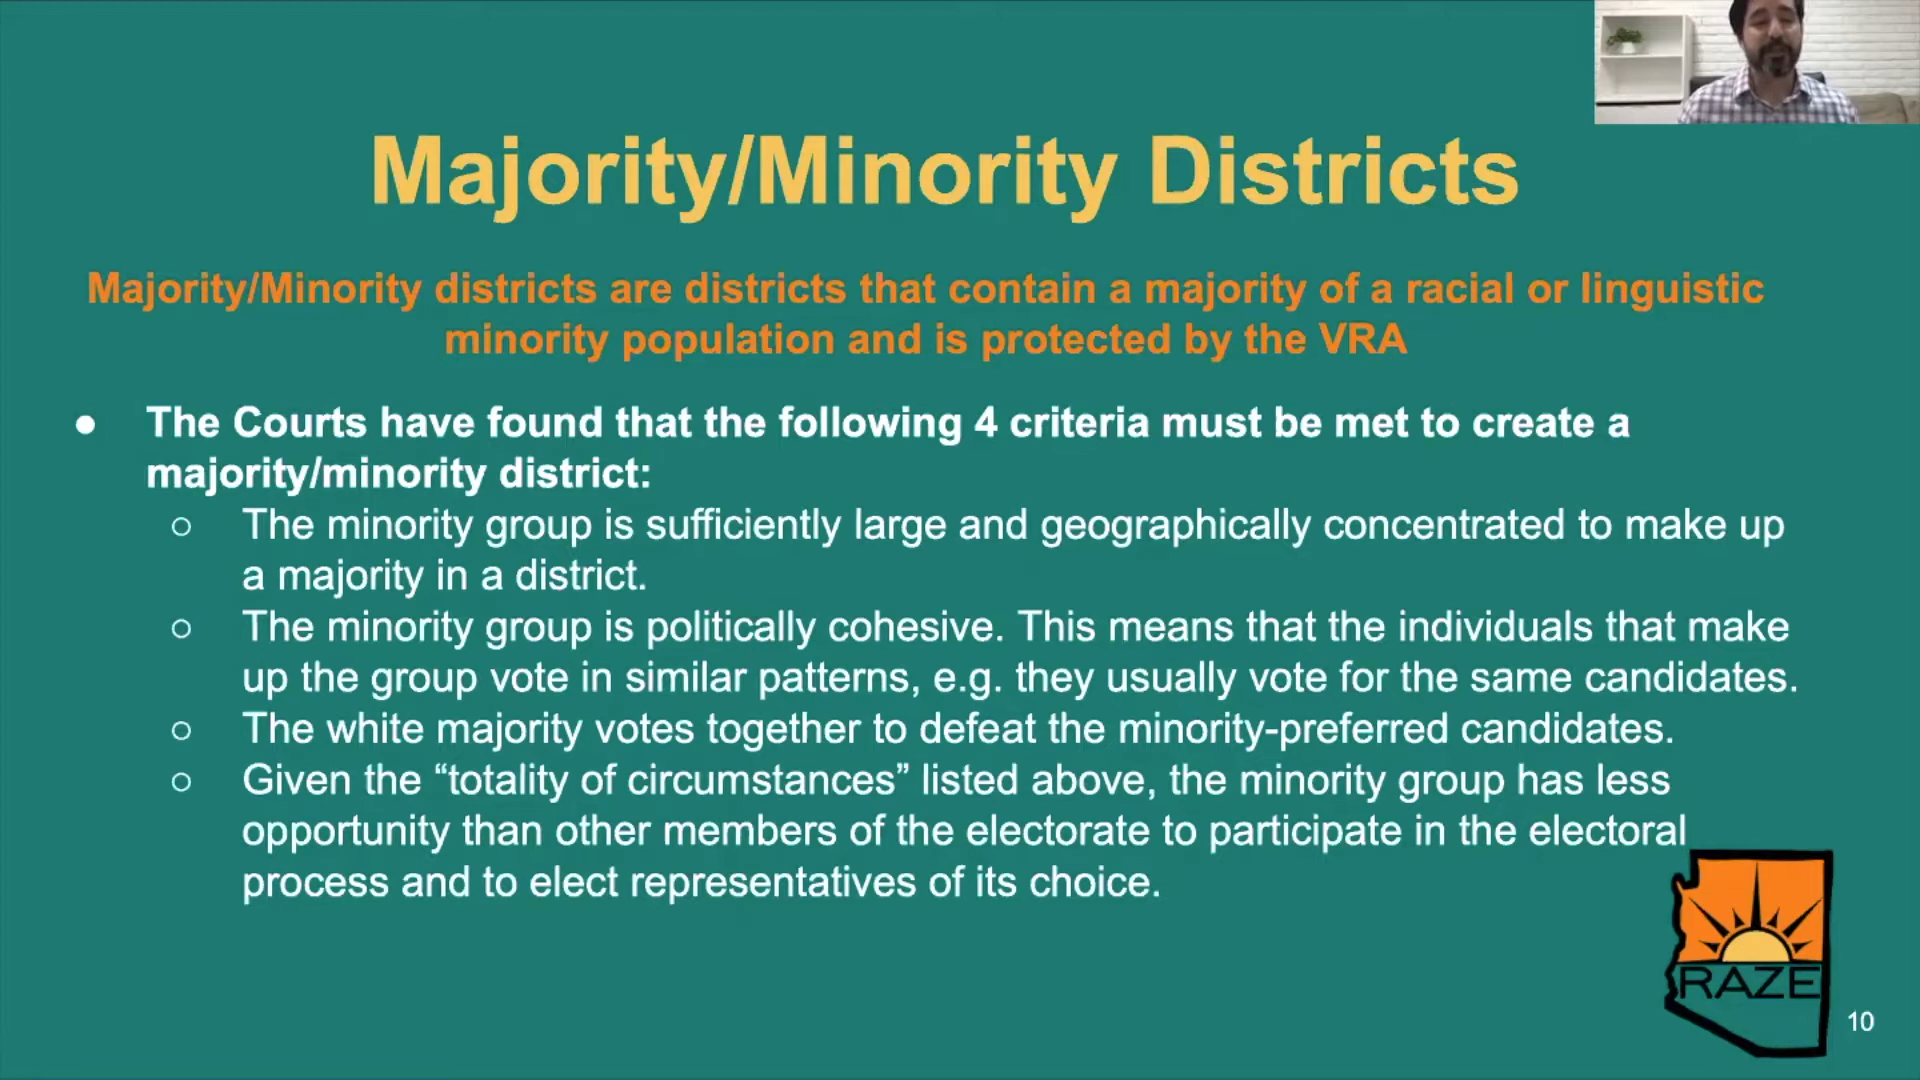 Majority/Minority Districts
Majority/Minority districts are districts that contain a majority of a racial or linguistic
minority population and is protected by the VRA
● The Courts have found that the following 4 criteria must be met to create a
majority/minority district:
○ The minority group is sufficiently large and geographically concentrated to make up
a majority in a district.
○ The minority group is politically cohesive. This means that the individuals that make
up the group vote in similar patterns, e.g. they usually vote for the same candidates.
○ The white majority votes together to defeat the minority-preferred candidates.
○ Given the “totality of circumstances” listed above, the minority group has less
opportunity than other members of the electorate to participate in the electoral
process and to elect representatives of its choice.
RAZE
10